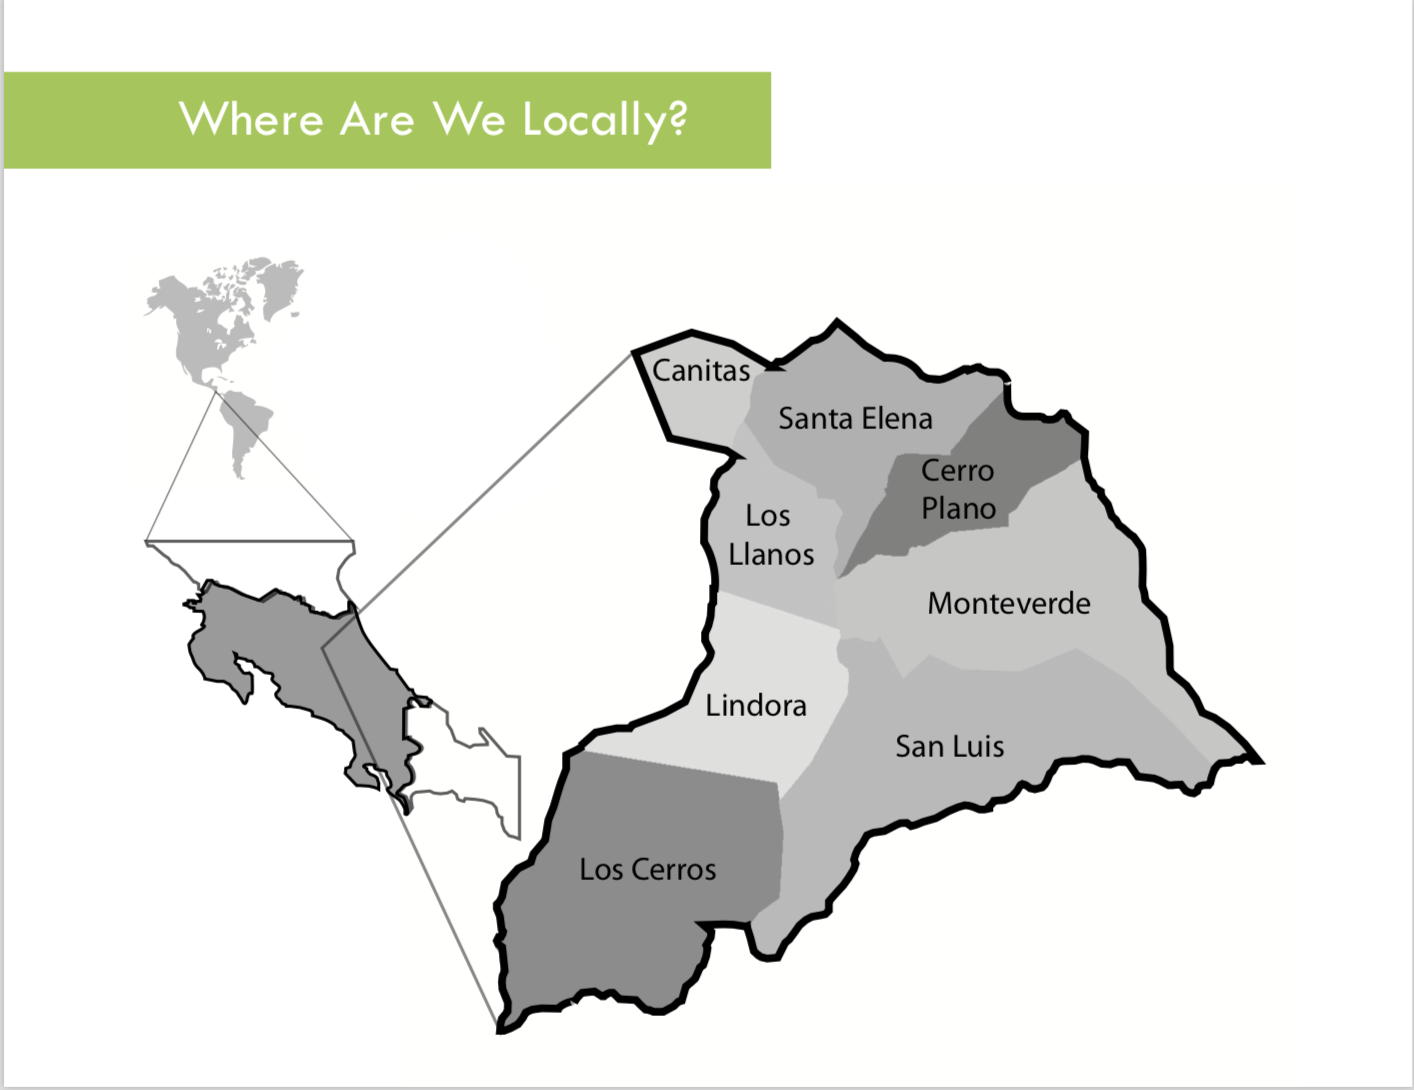 Where Are We Locally?
Canitas
Santa Elena
Cerro
Plano
Los
Llanos
Monteverde
Lindora
San Luis
Los Cerros